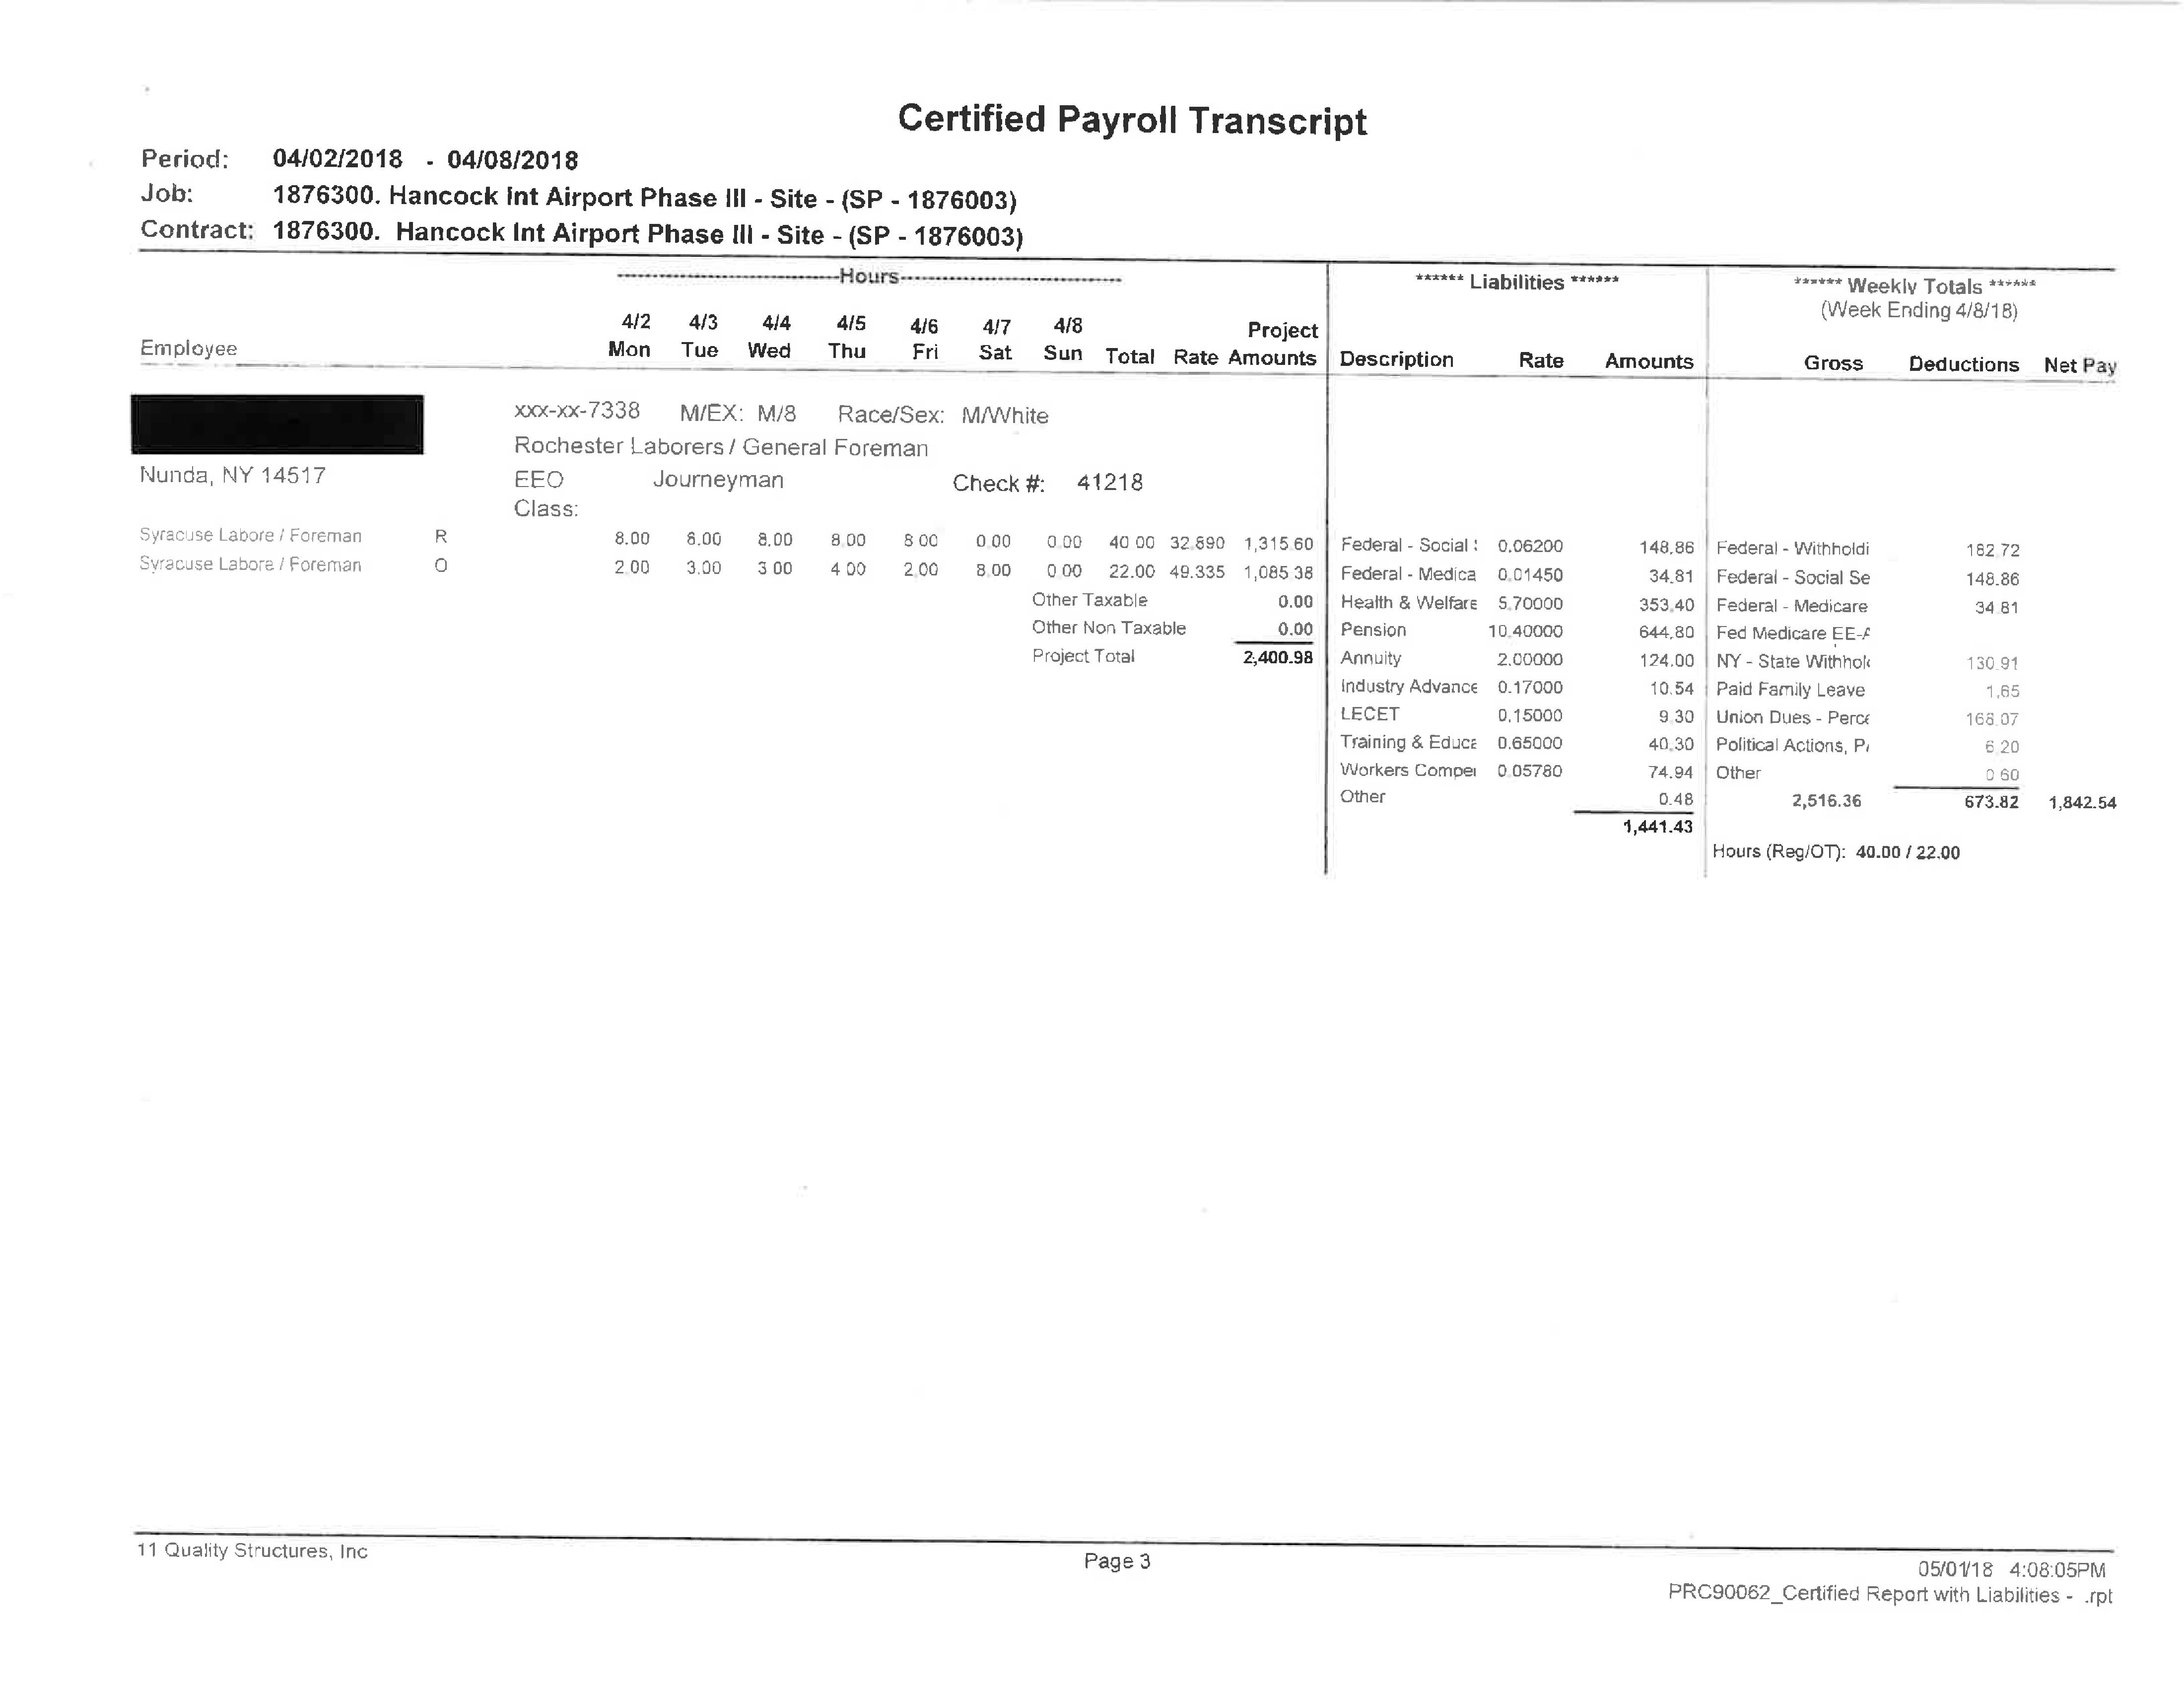 Certified Payroll Transcript
Period: 04/02/2018 - 04/08/2018
Job: 1876300. Hancock Int Airport Phase III - Site - (SP - 1876003)
Contract: 1876300. Hancock Int Airport Phase III - Site - (SP - 1876003)
Hours ****** Liabilities ****** ****** Weekly Totals ******
(Week Ending 4/8/18)
4/2 4/3 4/4 4/5 4/6 4/7 4/8 Project
Employee Mon Tue Wed Thu Fri Sat Sun Total Rate Amounts Description Rate Amounts Gross Deductions Net Pay
xxx-xx-7338 M/EX: M/8 Race/Sex: M/White
Rochester Laborers / General Foreman
Nunda, NY 14517 EEO Journeyman Check #: 41218
Class:
Syracuse Labore / Foreman R 8.00 8.00 8.00 8.00 8.00 0.00 0.00 40.00 32.890 1,315.60 Federal - Social : 0.06200 148.86 Federal - Withholdi 182.72
Syracuse Labore / Foreman O 2.00 3.00 3.00 4.00 2.00 8.00 0.00 22.00 49.335 1,085.38 Federal - Medica 0.01450 34.81 Federal - Social Se 148.86
Other Taxable 0.00 Health & Welfare 5.70000 353.40 Federal - Medicare 34.81
Other Non Taxable 0.00 Pension 10.40000 644.80 Fed Medicare EE-A
Project Total 2,400.98 Annuity 2.00000 124.00 NY - State Withhol 130.91
Industry Advance 0.17000 10.54 Paid Family Leave 1.65
LECET 0.15000 9.30 Union Dues - Perce 168.07
Training & Educa 0.65000 40.30 Political Actions, P 6.20
Workers Compe 0.05780 74.94 Other 0.60
Other 0.48 2,516.36 673.82 1,842.54
1,441.43
Hours (Reg/OT): 40.00 / 22.00
11 Quality Structures, Inc Page 3 05/01/18 4:08:05PM
PRC90062_Certified Report with Liabilities - .rpt